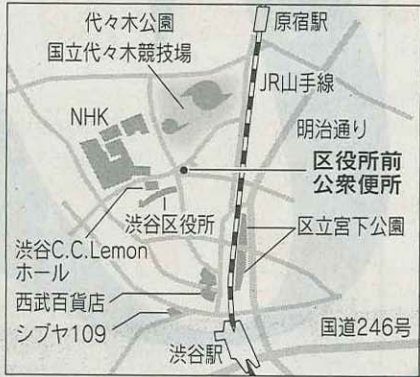 代々木公園
国立代々木競技場
原宿駅
JR山手線
NHK
明治通り
区役所前
公衆便所
渋谷区役所
区立宮下公園
渋谷C.C.Lemon
ホール
西武百貨店
シブヤ109
国道246号
渋谷駅